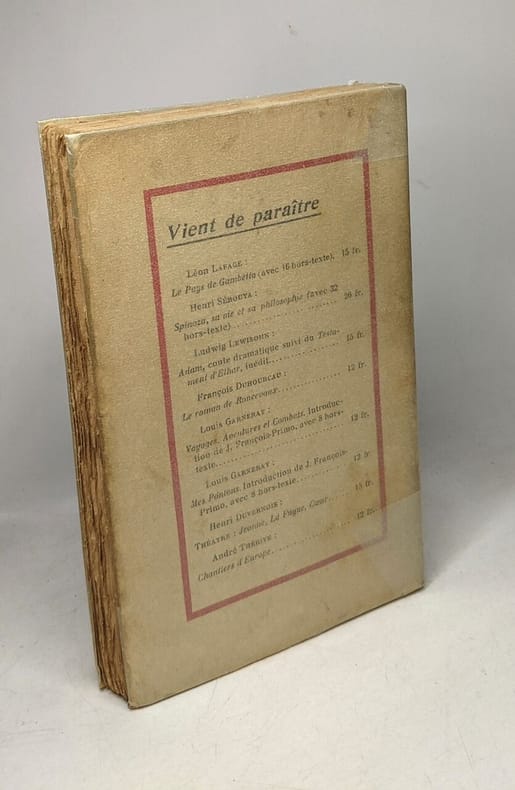 Vient de paraître
Léon LAFAGE :
Le Pays de Gambetta (avec 16 hors-texte). 15 fr.
Henri SÉROUYA :
Spinoza, sa vie et sa philosophie (avec 32
hors-texte)........................ 20 fr.
Ludwig LEWISOHN :
Adam, conte dramatique suivi du Testa-
ment d'Elhar, inédit............... 15 fr.
François DUHOURCAU :
Le roman de Roncevaux.............. 12 fr.
Louis GARNERAY :
Voyages, Aventures et Combats. Introduc-
tion de J. François-Primo, avec 8 hors-
texte.............................. 12 fr.
Louis GARNERAY :
Mes Pontons. Introduction de J. François-
Primo, avec 8 hors-texte........... 12 fr.
Henri DUVERNOIS :
THÉATRE : Jeanne, La Fugue, Cœur... 15 fr.
André THÉRIVE :
Chantiers d'Europe................. 12 fr.